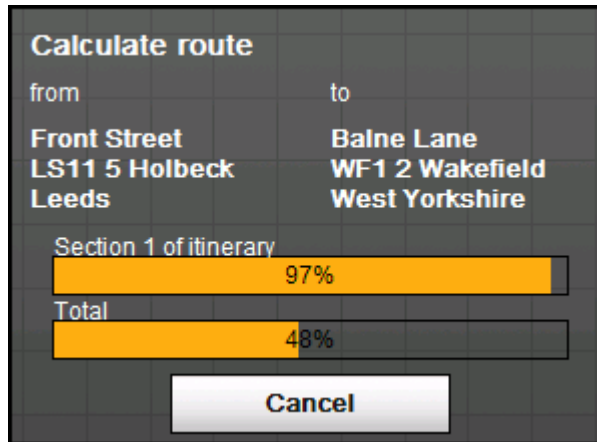 Calculate route
from to
Front Street Balne Lane
LS11 5 Holbeck WF1 2 Wakefield
Leeds West Yorkshire
Section 1 of itinerary
97%
Total
48%
Cancel